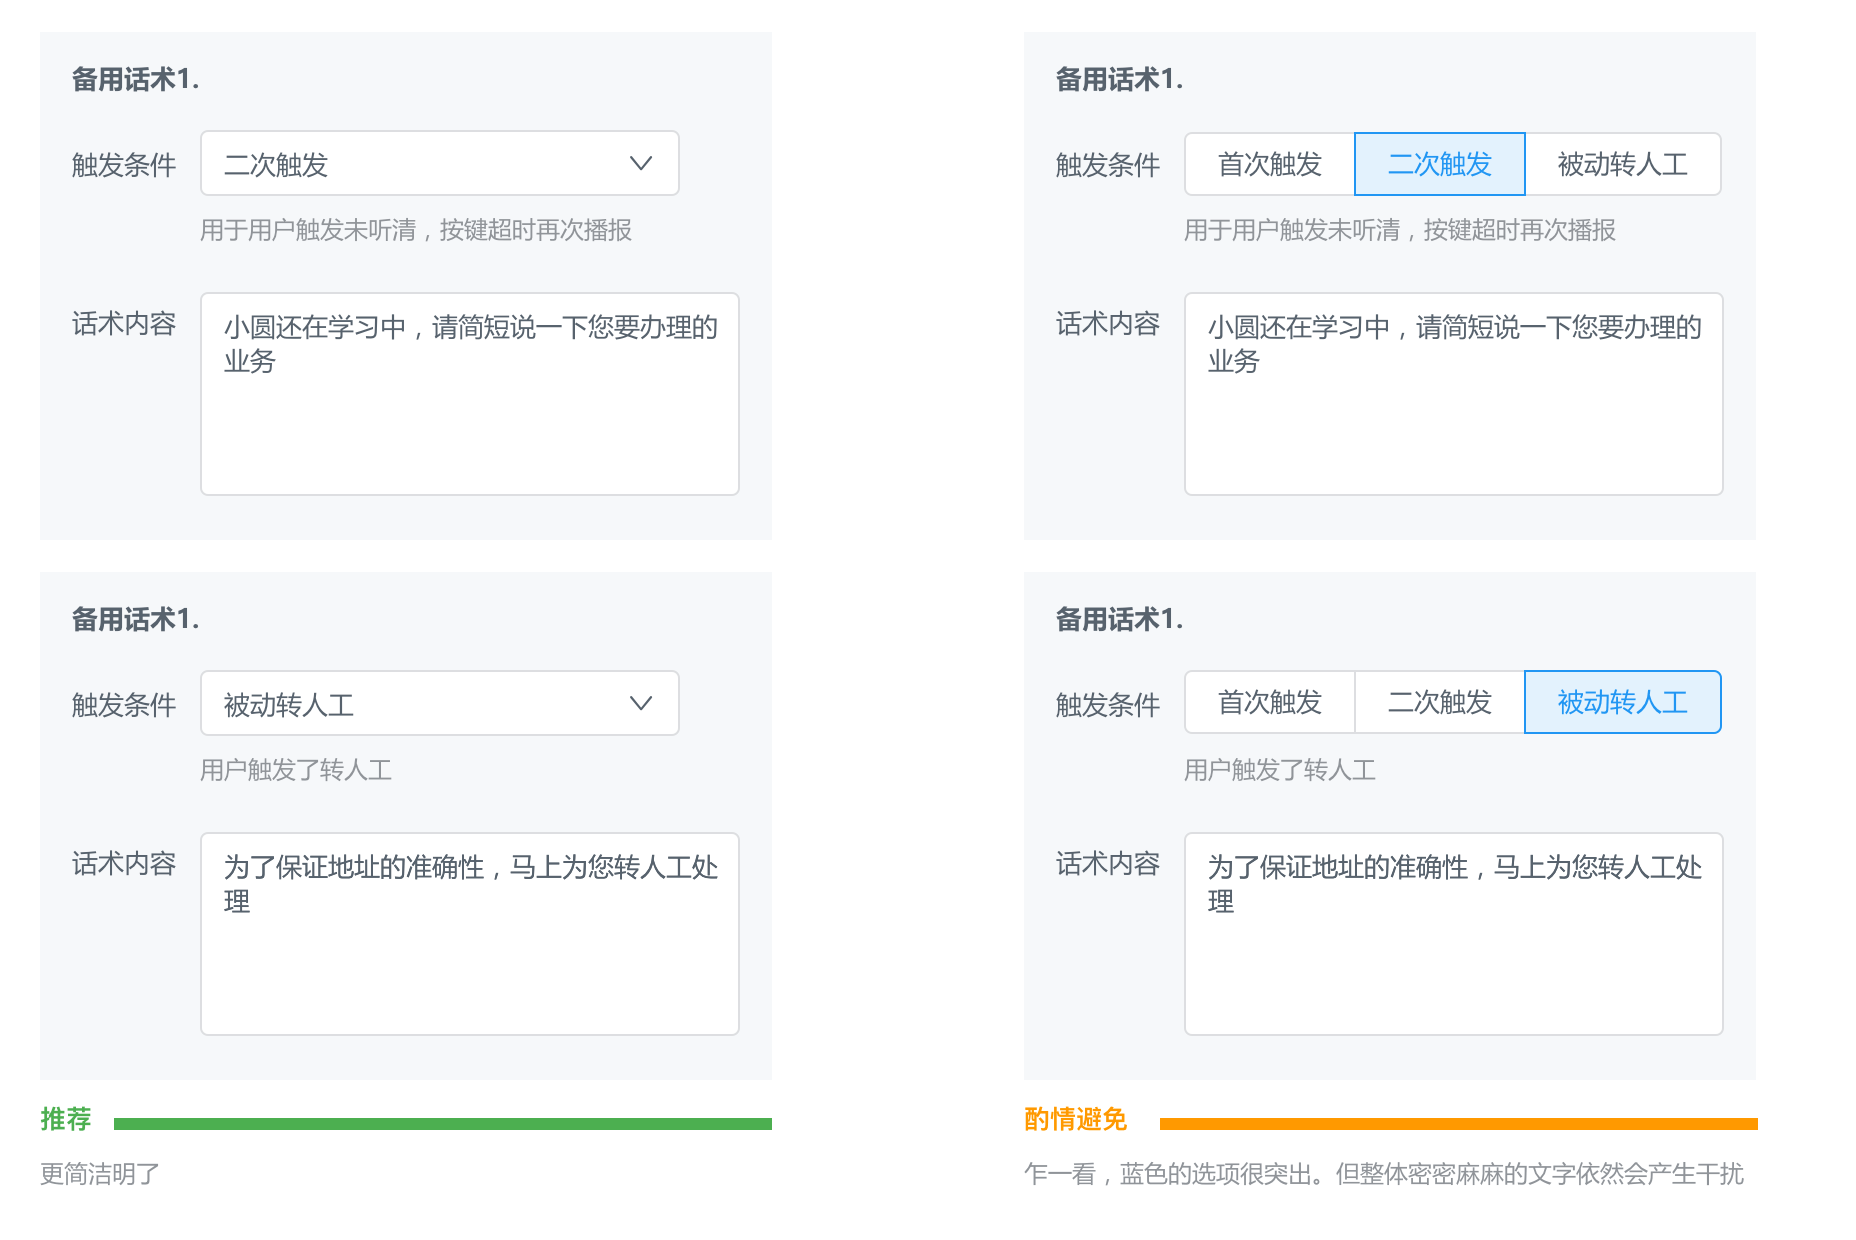 备用话术1.
触发条件
二次触发
用于用户触发未听清，按键超时再次播报
话术内容
小圆还在学习中，请简短说一下您要办理的
业务
备用话术1.
触发条件
被动转人工
用户触发了转人工
话术内容
为了保证地址的准确性，马上为您转人工处
理
推荐
更简洁明了
备用话术1.
触发条件
首次触发
二次触发
被动转人工
用于用户触发未听清，按键超时再次播报
话术内容
小圆还在学习中，请简短说一下您要办理的
业务
备用话术1.
触发条件
首次触发
二次触发
被动转人工
用户触发了转人工
话术内容
为了保证地址的准确性，马上为您转人工处
理
酌情避免
乍一看，蓝色的选项很突出。但整体密密麻麻的文字依然会产生干扰